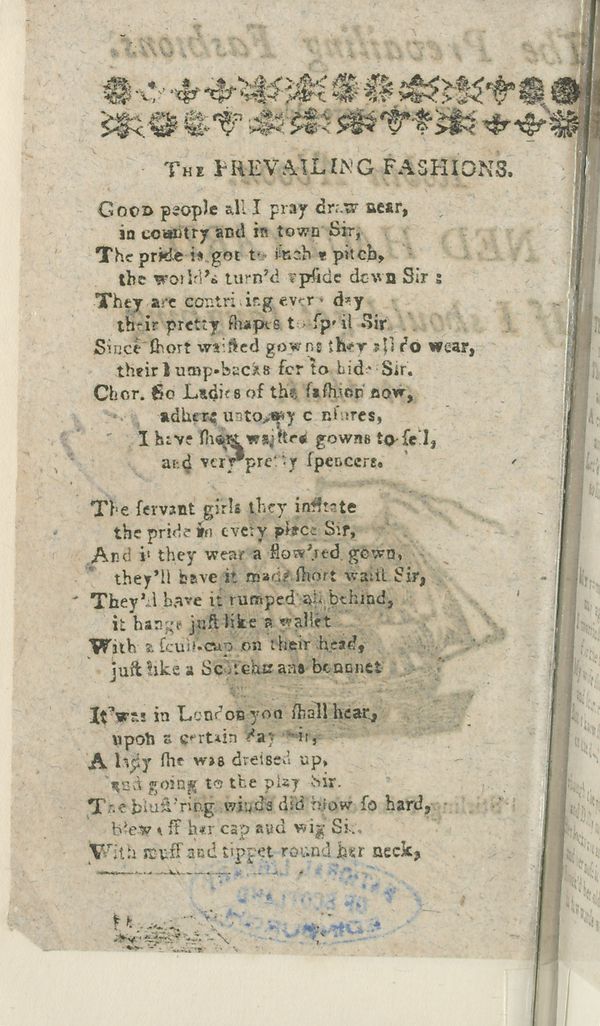 THE PREVAILING FASHIONS.
GOOD people all I pray draw near,
in country and in town Sir,
The pride is got to such a pitch,
the world's turn'd upside down Sir:
They are contriving every day
their pretty shapes to spoil Sir
Since short waisted gowns they all do wear,
their lump-backs for to hide Sir.
Chor. So Ladies of the fashion now,
adhere unto my censures,
I have short waisted gowns to sell,
and very pretty spencers.
The servant girls they imitate
the pride in every place Sir,
And if they wear a flow'red gown,
they'll have it made short waist Sir,
They'll have it rumped all behind,
it hangs just like a wallet
With a scull-cap on their head,
just like a Scotchmans bonnnet
It was in London you shall hear,
upon a certain day Sir,
A lady she was dressed up,
and going to the play Sir.
The blust'ring winds did blow so hard,
blew off her cap and wig Sir.
With muff and tippet round her neck,
NATIONAL LIBRARY
OF SCOTLAND
EDINBURGH